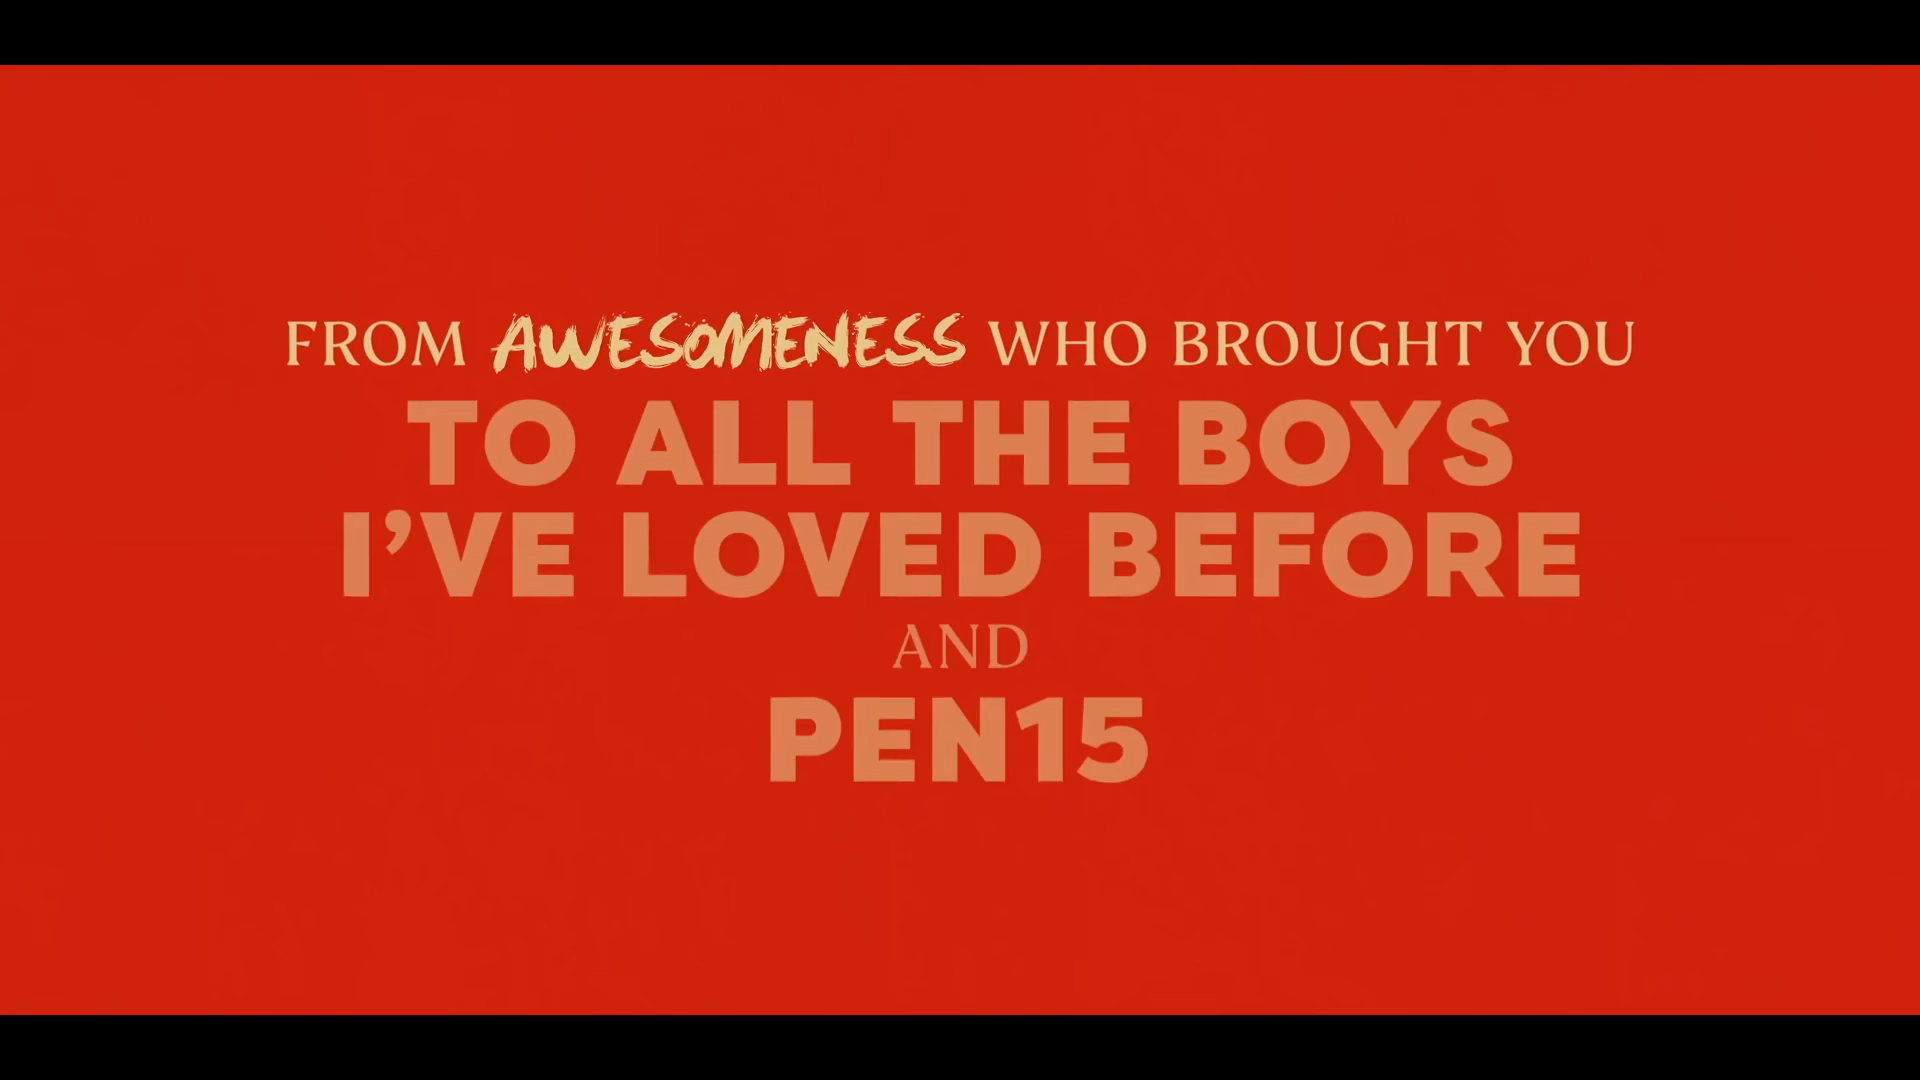 FROM AWESOMENESS WHO BROUGHT YOU
TO ALL THE BOYS
I’VE LOVED BEFORE
AND
PEN15